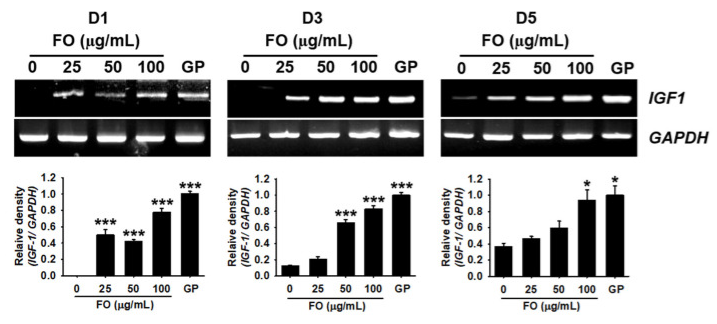 D1 D3 D5
FO (µg/mL) FO (µg/mL) FO (µg/mL)
0 25 50 100 GP 0 25 50 100 GP 0 25 50 100 GP
IGF1
GAPDH
Relaive density
(IGF-1/ GAPDH)
1.2
1.0
0.8
0.6
0.4
0.2
0.0
*** *** *** ***
0 25 50 100 GP
FO (µg/mL)
Relaive density
(IGF-1/ GAPDH)
1.2
1.0
0.8
0.6
0.4
0.2
0.0
*** *** ***
0 25 50 100 GP
FO (µg/mL)
Relaive density
(IGF-1/ GAPDH)
1.2
1.0
0.8
0.6
0.4
0.2
0.0
* *
0 25 50 100 GP
FO (µg/mL)